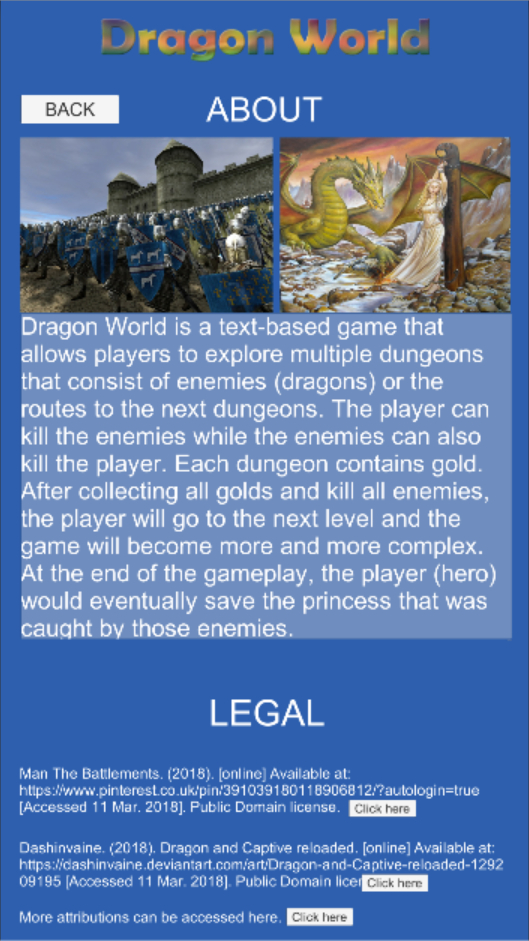 Dragon World
BACK
ABOUT
Dragon World is a text-based game that
allows players to explore multiple dungeons
that consist of enemies (dragons) or the
routes to the next dungeons. The player can
kill the enemies while the enemies can also
kill the player. Each dungeon contains gold.
After collecting all golds and kill all enemies,
the player will go to the next level and the
game will become more and more complex.
At the end of the gameplay, the player (hero)
would eventually save the princess that was
caught by those enemies.
LEGAL
Man The Battlements. (2018). [online] Available at:
https://www.pinterest.co.uk/pin/391039180118906812/?autologin=true
[Accessed 11 Mar. 2018]. Public Domain license. Click here
Dashinvaine. (2018). Dragon and Captive reloaded. [online] Available at:
https://dashinvaine.deviantart.com/art/Dragon-and-Captive-reloaded-1292
09195 [Accessed 11 Mar. 2018]. Public Domain licer Click here
More attributions can be accessed here. Click here